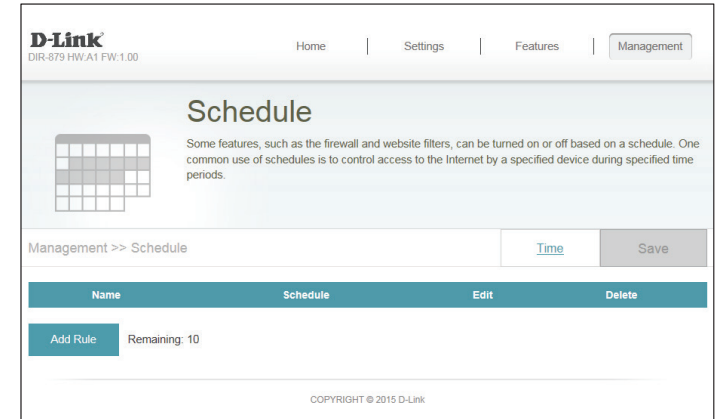 D-Link
DIR-879 HW:A1 FW:1.00
Home | Settings | Features | Management
Schedule
Some features, such as the firewall and website filters, can be turned on or off based on a schedule. One
common use of schedules is to control access to the Internet by a specified device during specified time
periods.
Management >> Schedule
Time
Save
Name Schedule Edit Delete
Add Rule Remaining: 10
COPYRIGHT © 2015 D-Link